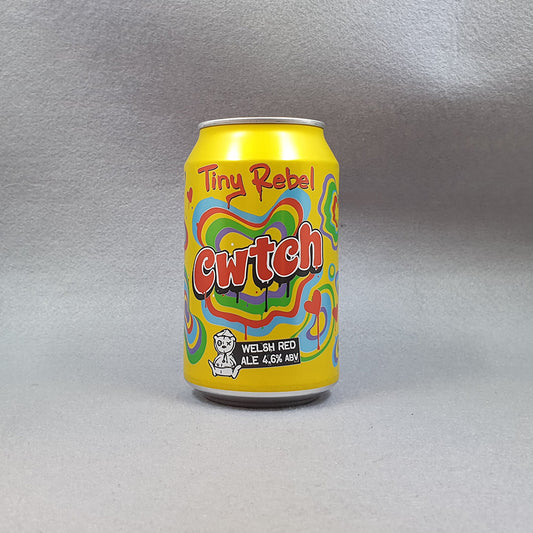 Tiny Rebel
cwtch
WELSH RED
ALE 4,6% ABV